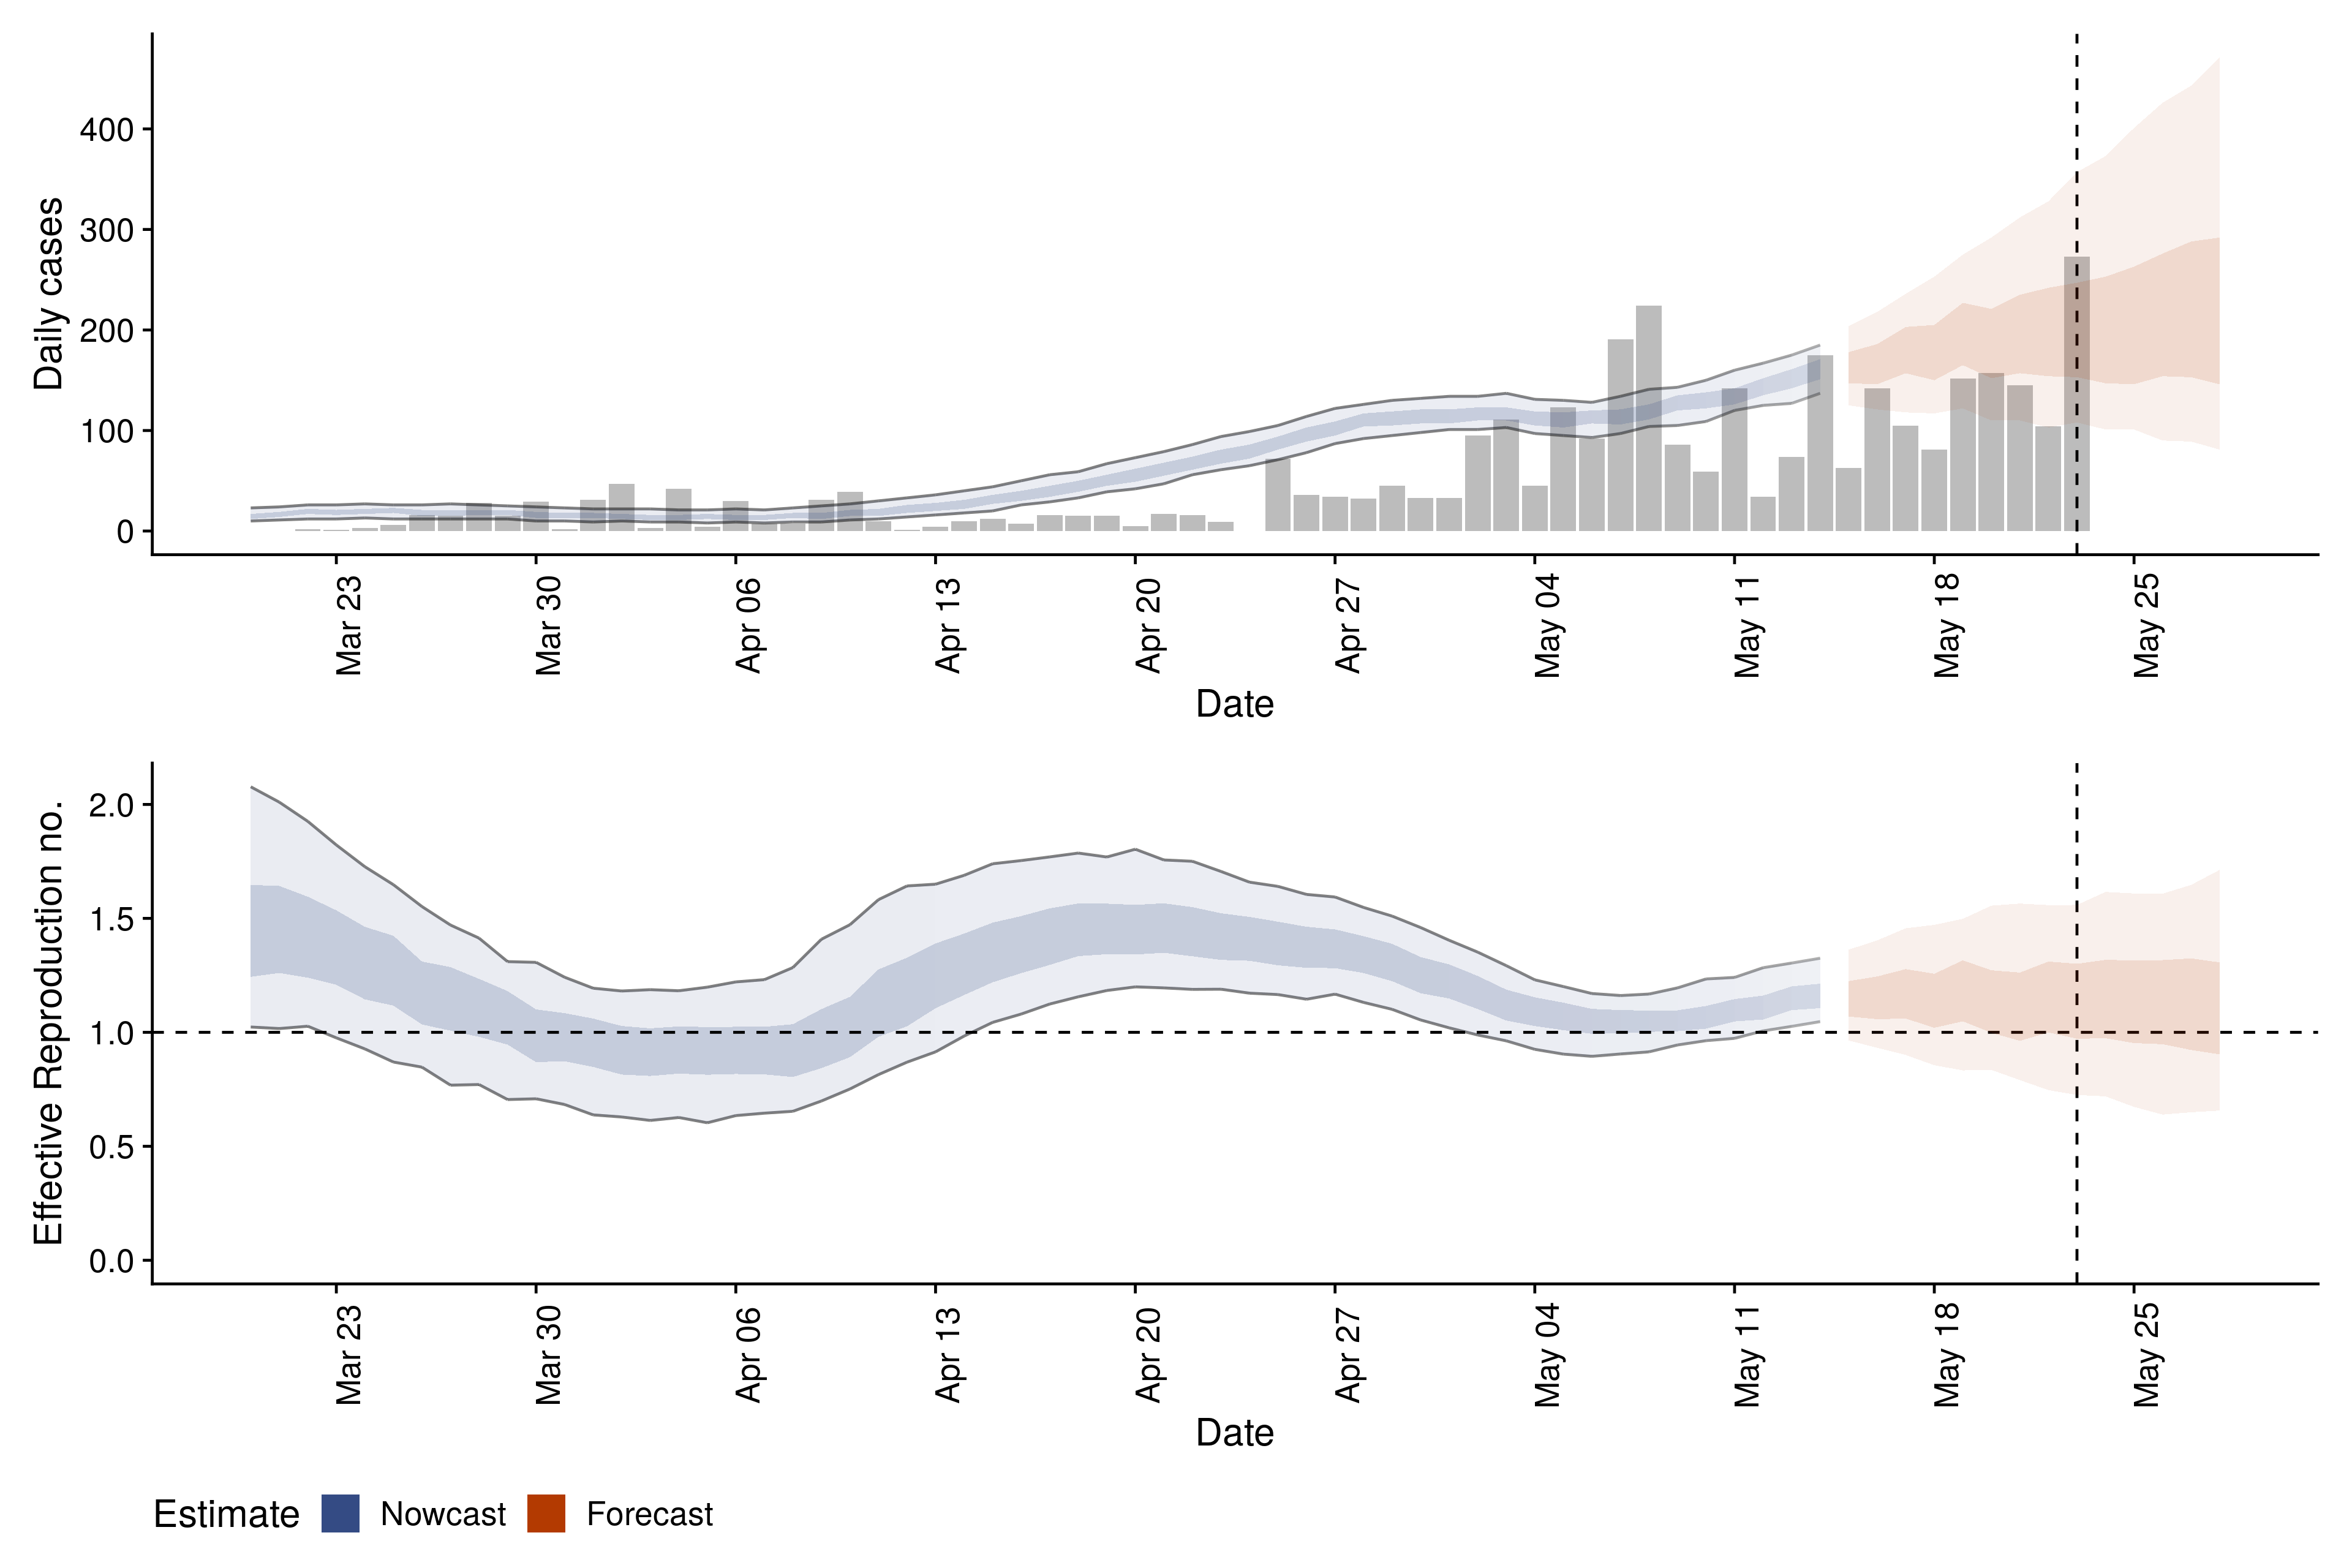 Daily cases
400
300
200
100
0
Mar 23
Mar 30
Apr 06
Apr 13
Apr 20
Apr 27
May 04
May 11
May 18
May 25
Date
Effective Reproduction no.
2.0
1.5
1.0
0.5
0.0
Mar 23
Mar 30
Apr 06
Apr 13
Apr 20
Apr 27
May 04
May 11
May 18
May 25
Date
Estimate Nowcast Forecast